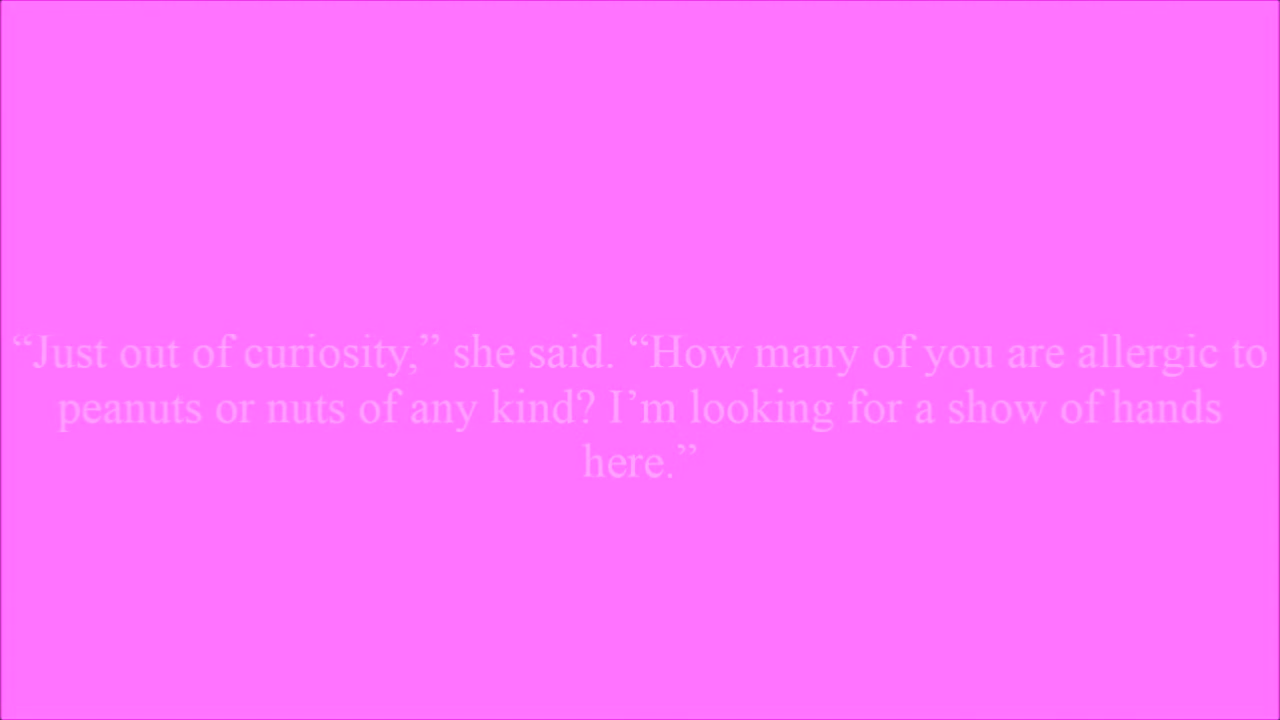 “Just out of curiosity,” she said. “How many of you are allergic to
peanuts or nuts of any kind? I’m looking for a show of hands
here.”